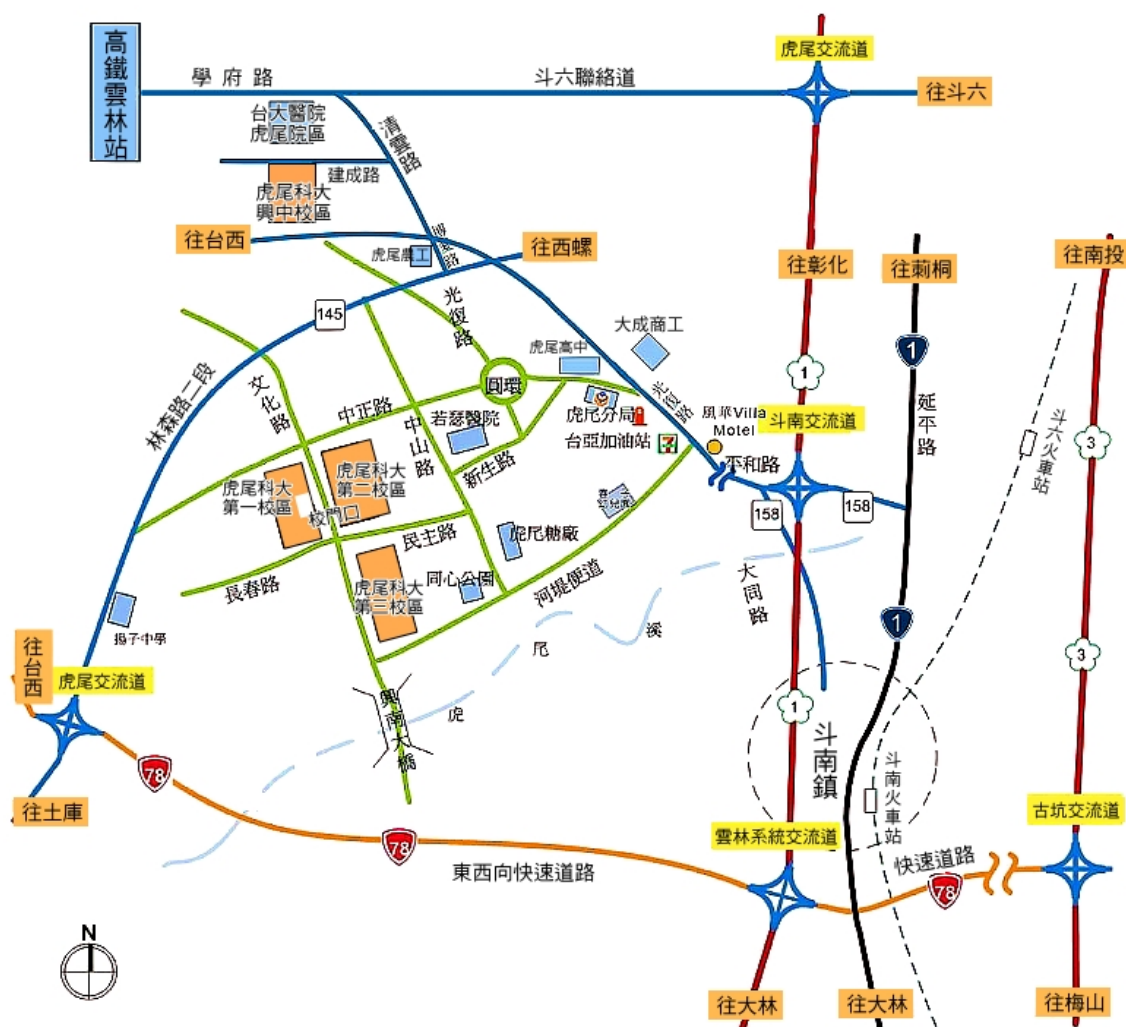 高鐵雲林站
學府路
斗六聯絡道
虎尾交流道
往斗六
台大醫院
虎尾院區
清雲路
建成路
虎尾科大
興中校區
往台西
虎尾農工
往西螺
往彰化
往莿桐
往南投
145
光復路
大成商工
虎尾高中
1
1
圓環
林森路二段
文化路
中正路
中山路
若瑟醫院
虎尾分局
光復路
風華Villa
Motel
斗南交流道
延平路
斗六火車站
3
台亞加油站
7
平和路
新生路
虎尾科大
第一校區
虎尾科大
第二校區
校門口
158
158
民主路
虎尾糖廠
長春路
虎尾科大
第三校區
同心公園
河堤便道
大同路
1
3
揚子中學
虎尾溪
往台西
虎尾交流道
興南大橋
1
斗南鎮
斗南火車站
78
往土庫
78
東西向快速道路
雲林系統交流道
快速道路
78
古坑交流道
N
往大林
往大林
往梅山